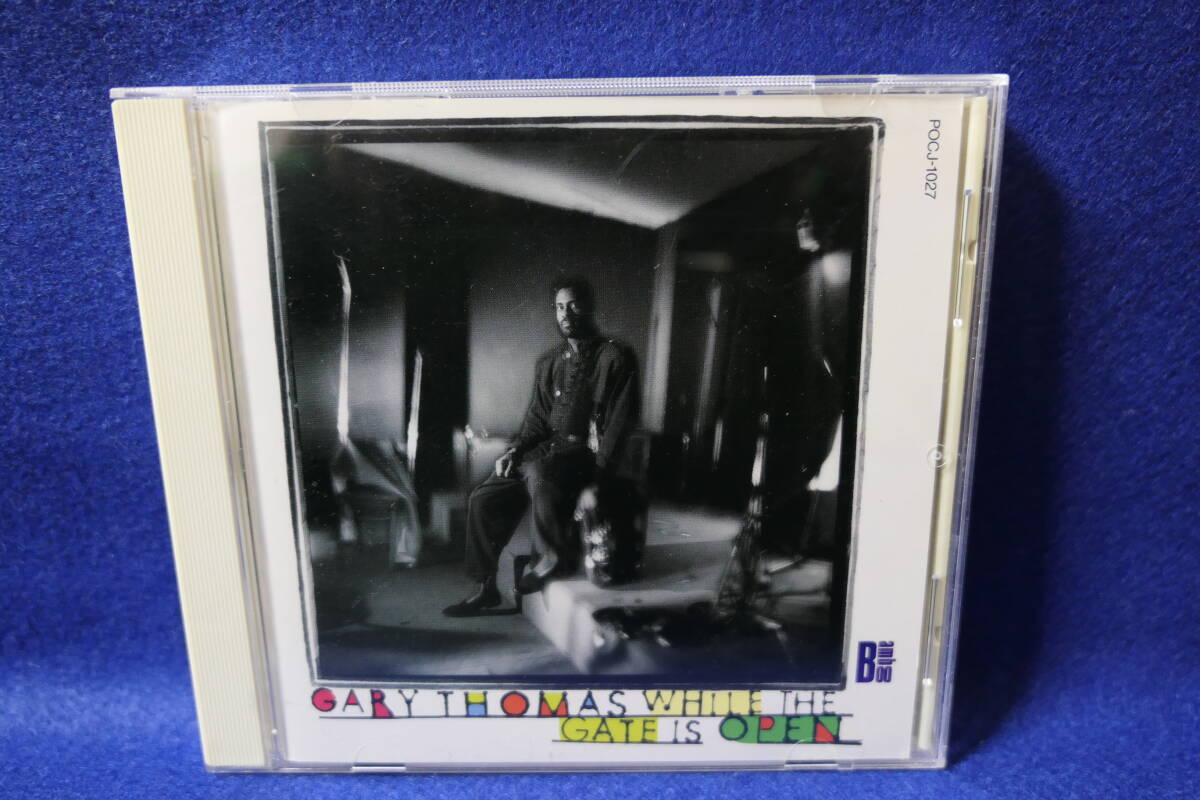 POCJ-1027
Bamboo
GARY THOMAS WHILE THE
GATE IS OPEN